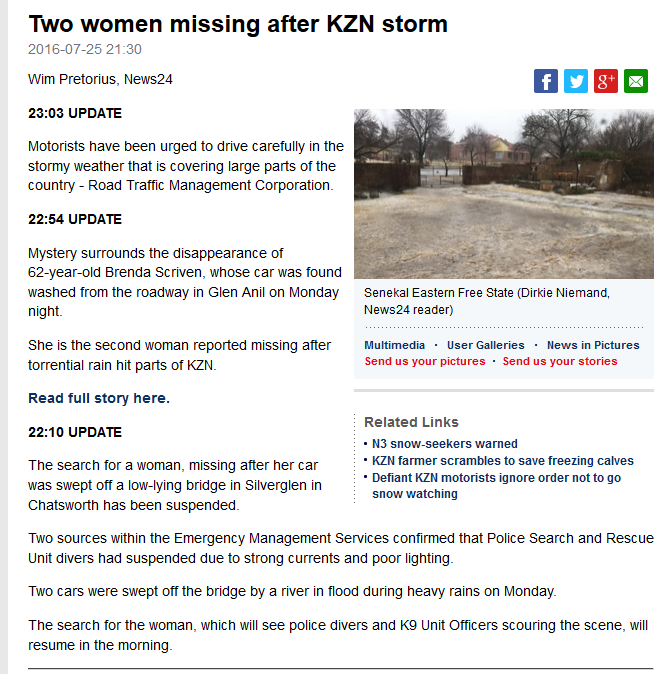 Two women missing after KZN storm
2016-07-25 21:30
Wim Pretorius, News24
f
g+
23:03 UPDATE
Motorists have been urged to drive carefully in the
stormy weather that is covering large parts of the
country - Road Traffic Management Corporation.
22:54 UPDATE
Mystery surrounds the disappearance of
62-year-old Brenda Scriven, whose car was found
washed from the roadway in Glen Anil on Monday
night.
She is the second woman reported missing after
torrential rain hit parts of KZN.
Read full story here.
22:10 UPDATE
The search for a woman, missing after her car
was swept off a low-lying bridge in Silverglen in
Chatsworth has been suspended.
Senekal Eastern Free State (Dirkie Niemand,
News24 reader)
Multimedia · User Galleries · News in Pictures
Send us your pictures · Send us your stories
Related Links
• N3 snow-seekers warned
• KZN farmer scrambles to save freezing calves
• Defiant KZN motorists ignore order not to go
snow watching
Two sources within the Emergency Management Services confirmed that Police Search and Rescue
Unit divers had suspended due to strong currents and poor lighting.
Two cars were swept off the bridge by a river in flood during heavy rains on Monday.
The search for the woman, which will see police divers and K9 Unit Officers scouring the scene, will
resume in the morning.